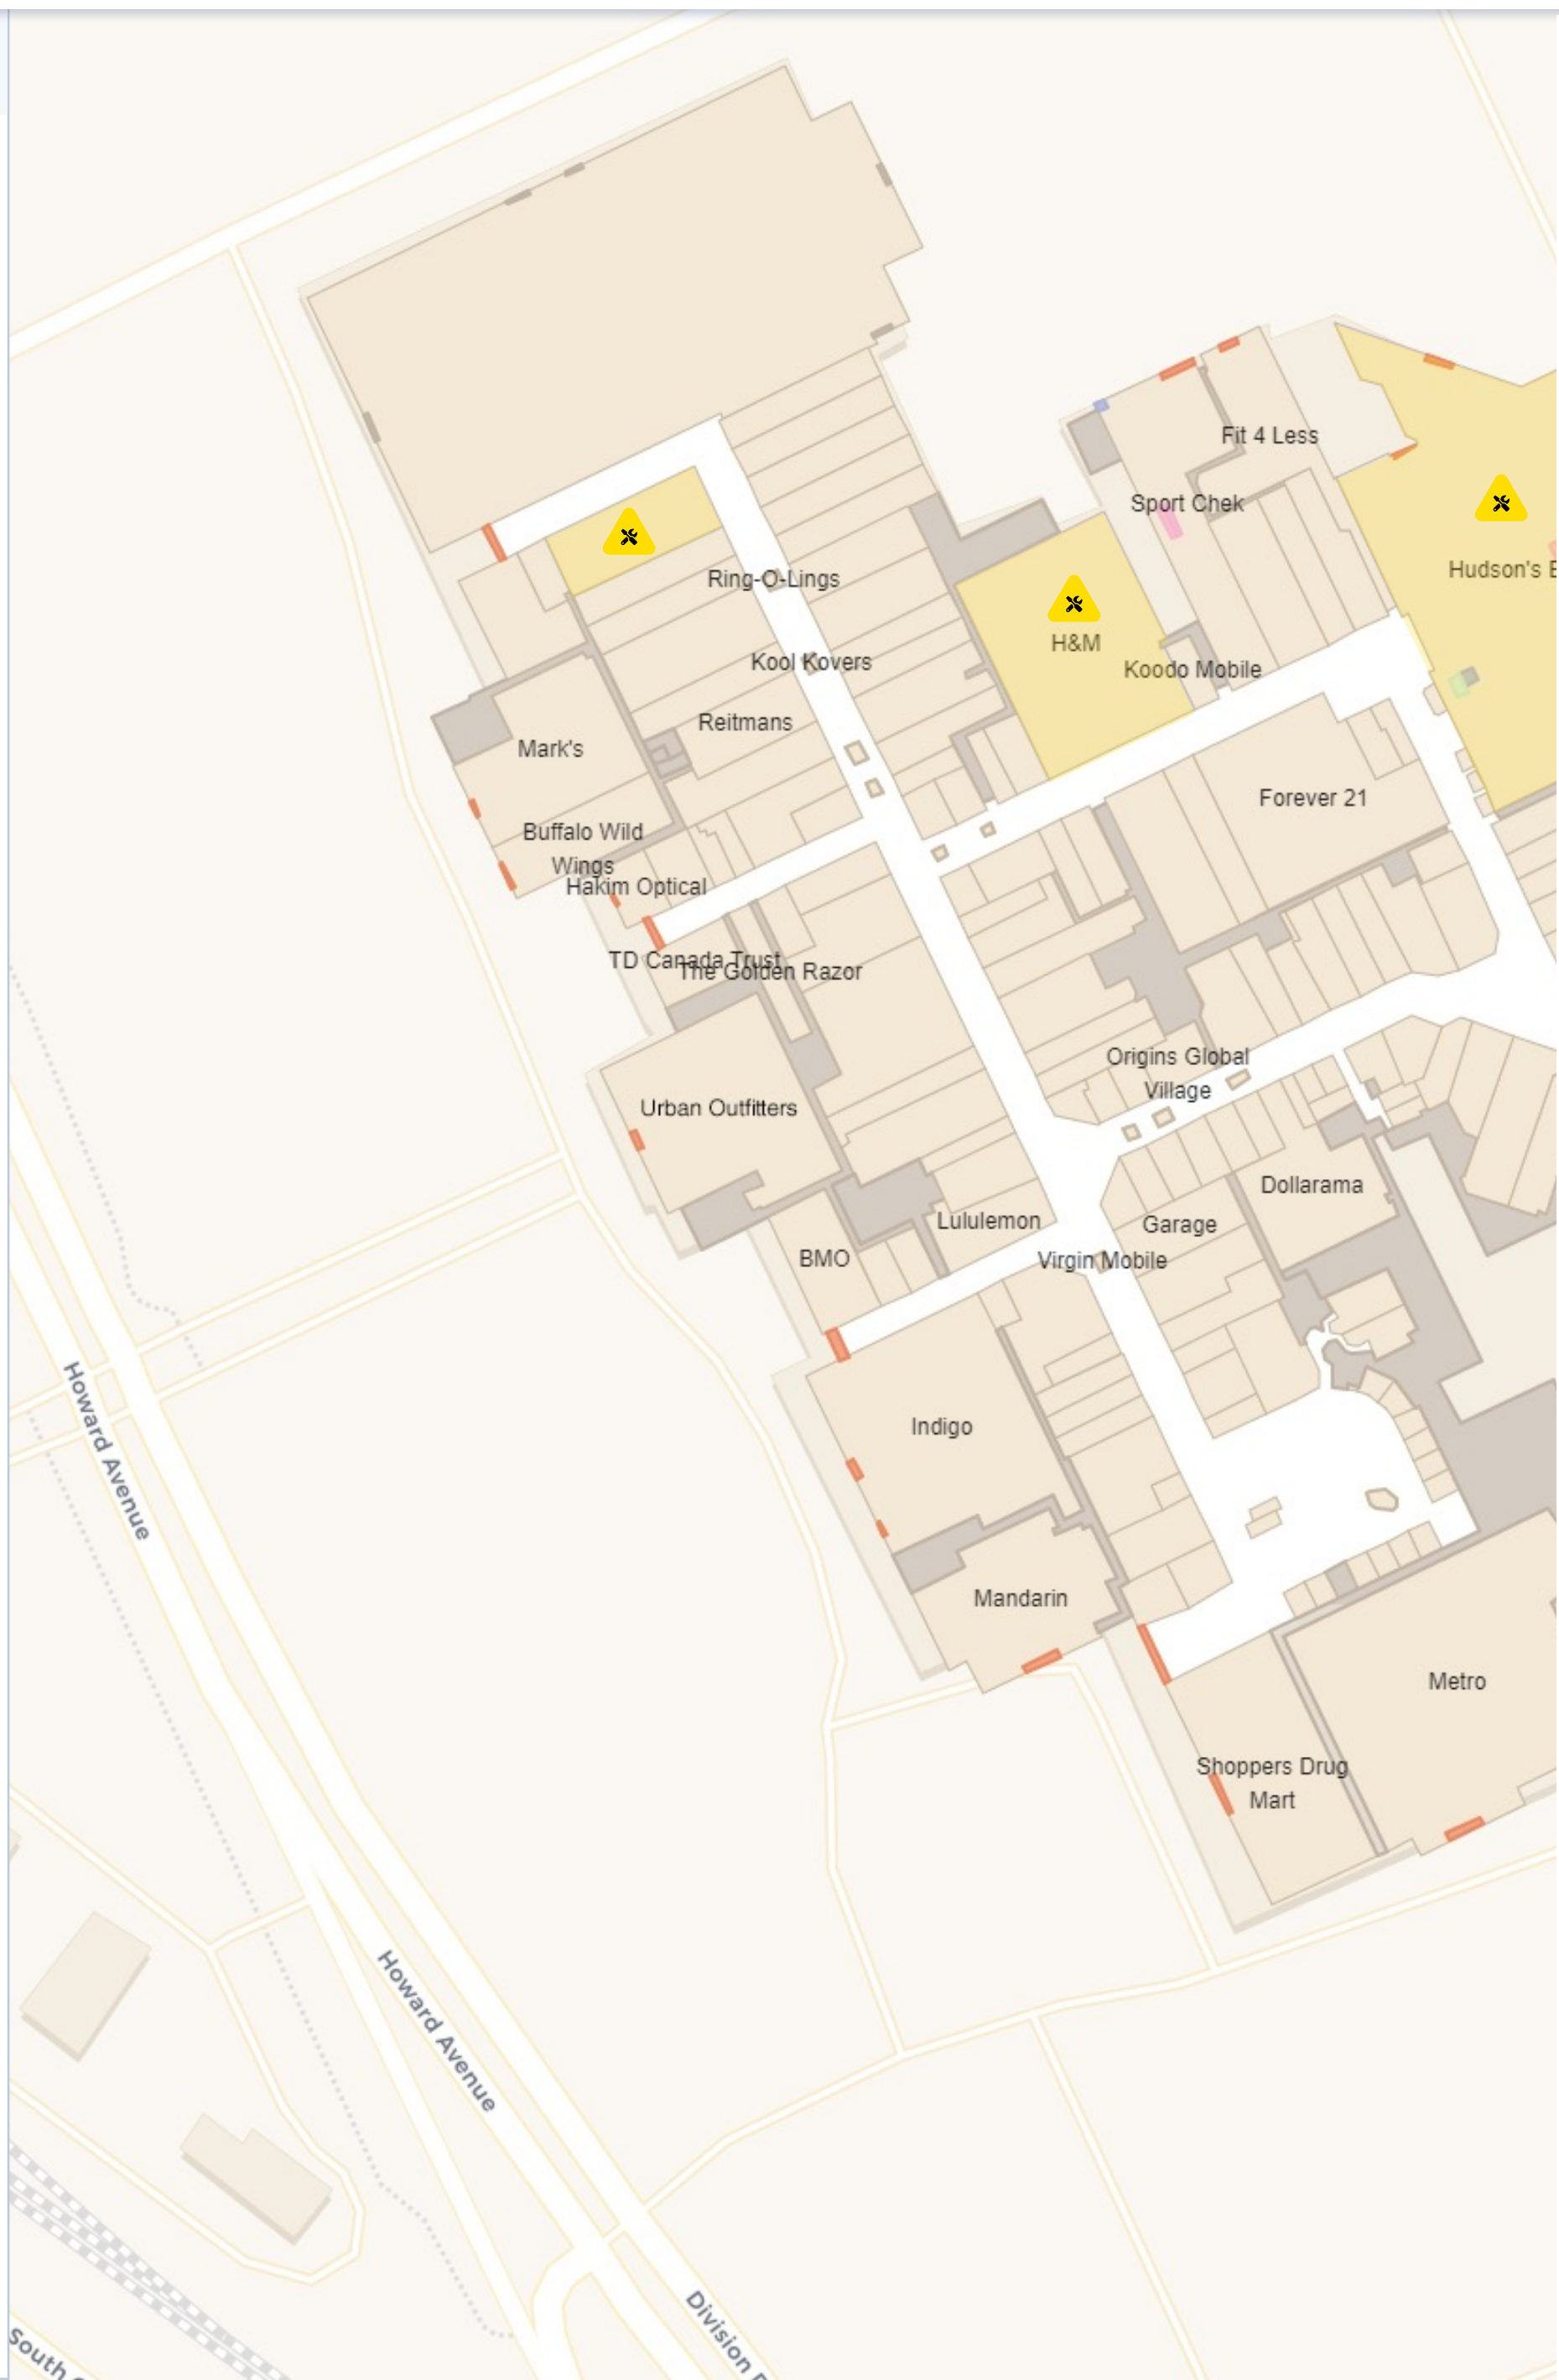 Fit 4 Less
Sport Chek
Hudson's
Ring-O-Lings
H&M
Kool Kovers
Koodo Mobile
Reitmans
Mark's
Forever 21
Buffalo Wild
Wings
Hakim Optical
TD Canada Trust
The Golden Razor
Origins Global
Village
Urban Outfitters
Dollarama
Lululemon
Garage
BMO
Virgin Mobile
Indigo
Howard Avenue
Mandarin
Metro
Shoppers Drug
Mart
Howard Avenue
Division
South